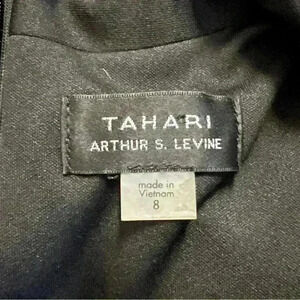 TAHARI
ARTHUR S. LEVINE
made in
Vietnam
8